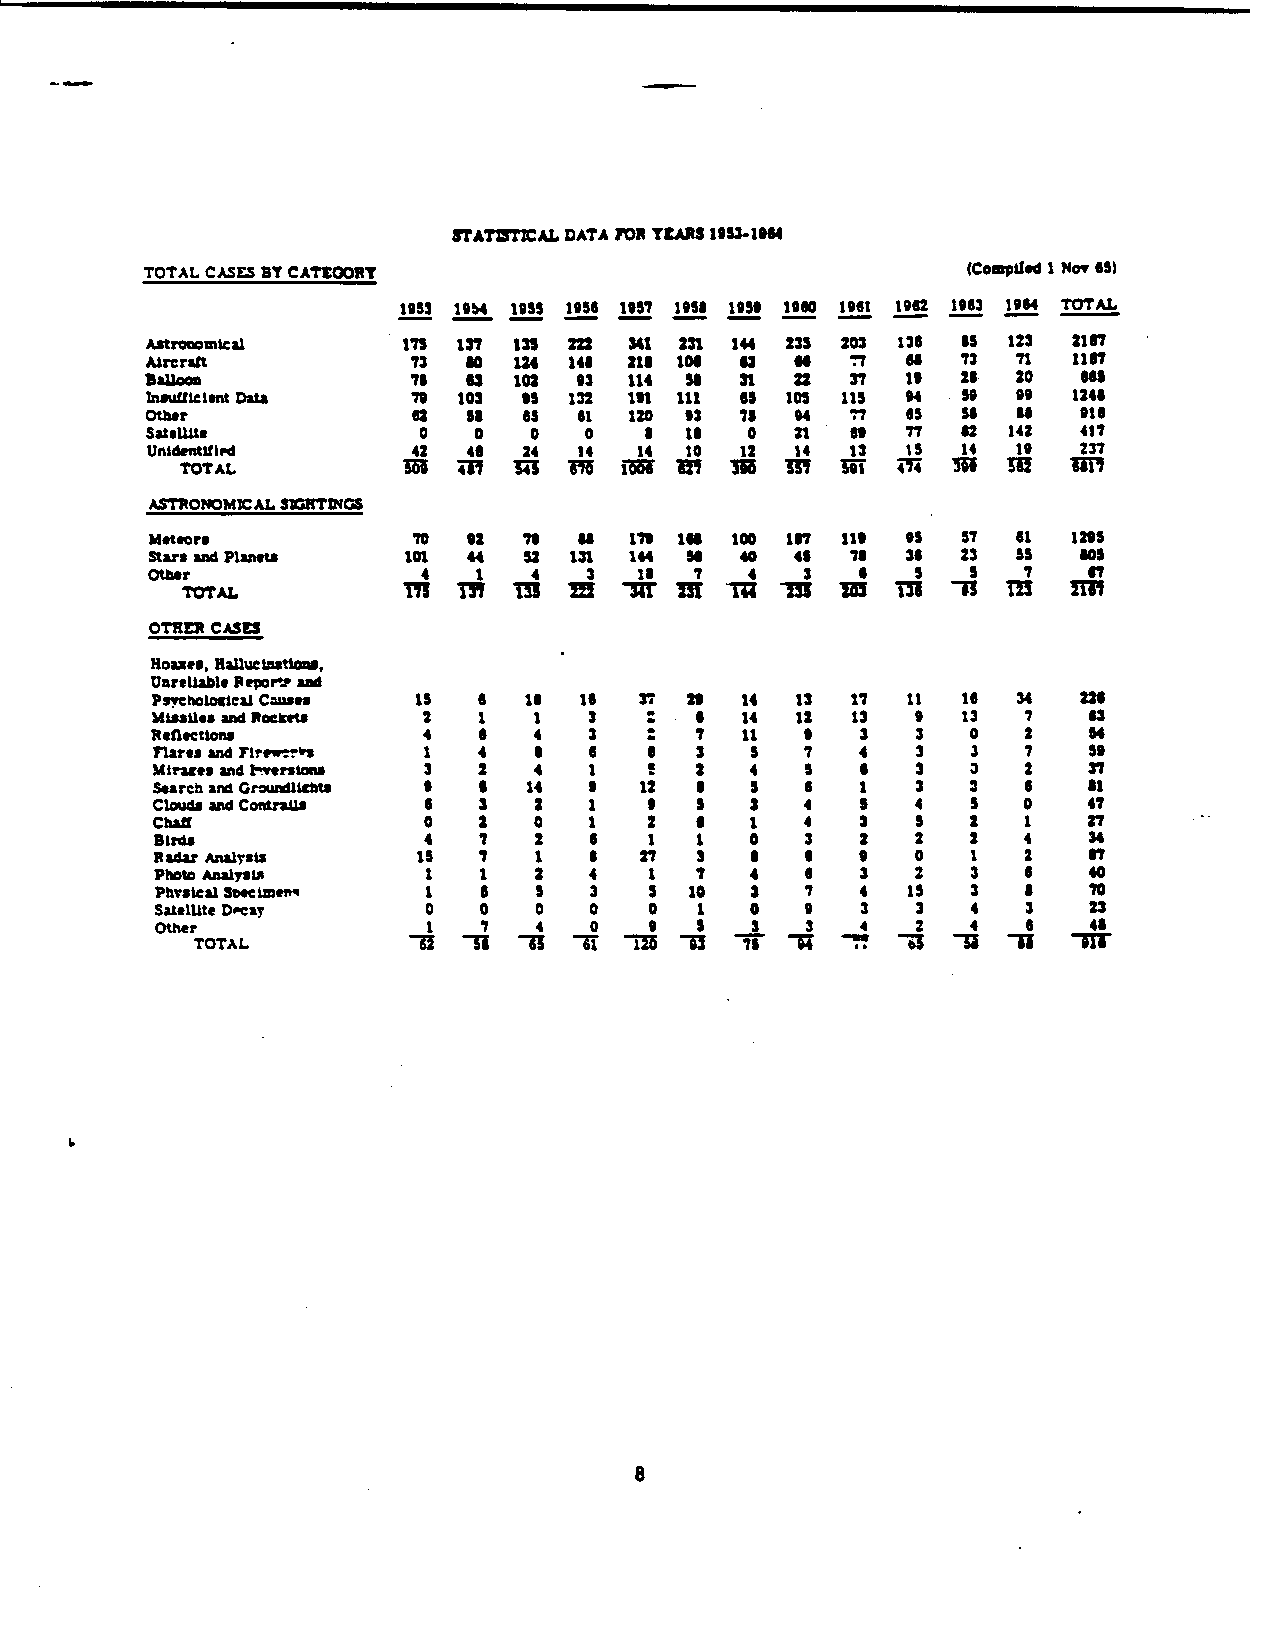 STATISTICAL DATA FOR YEARS 1953-1964
TOTAL CASES BY CATEGORY (Compiled 1 Nov 65)
1953 1954 1955 1956 1957 1958 1959 1960 1961 1962 1963 1964 TOTAL
Astronomical 175 137 135 222 341 231 144 235 203 136 85 123 2167
Aircraft 73 80 124 148 218 106 63 66 77 68 73 71 1167
Balloon 78 63 102 93 114 58 31 22 37 19 28 20 665
Insufficient Data 79 103 95 132 191 111 65 105 115 94 59 99 1248
Other 62 58 65 61 120 93 75 94 77 65 58 88 916
Satellite 0 0 0 0 8 18 0 21 69 77 82 142 417
Unidentified 42 46 24 14 14 10 12 14 13 15 14 19 237
TOTAL 509 487 545 670 1006 627 390 557 591 474 399 562 6817
ASTRONOMICAL SIGHTINGS
Meteors 70 92 79 88 179 168 100 187 119 95 57 61 1295
Stars and Planets 101 44 52 131 144 56 40 45 78 36 23 55 805
Other 4 1 4 3 18 7 4 3 6 5 5 7 67
TOTAL 175 137 135 222 341 231 144 235 203 136 85 123 2167
OTHER CASES
Hoaxes, Hallucinations,
Unreliable Reports and
Psychological Causes 15 6 18 16 37 29 14 13 17 11 16 34 226
Missiles and Rockets 2 1 1 3 2 6 14 12 13 9 13 7 83
Reflections 4 6 4 3 2 7 11 9 3 3 0 2 54
Flares and Fireworks 1 4 8 6 8 3 5 7 4 3 3 7 59
Mirages and Inversions 3 2 4 1 5 2 4 5 6 3 0 2 37
Search and Groundlights 9 6 14 9 12 8 5 6 1 3 2 6 81
Clouds and Contrails 6 3 2 1 9 5 3 4 5 4 5 0 47
Chaff 0 2 0 1 2 6 1 4 3 5 2 1 27
Birds 4 7 2 6 1 1 0 3 2 2 2 4 34
Radar Analysis 15 7 1 8 27 3 8 6 9 0 1 2 87
Photo Analysis 1 1 2 4 1 7 4 6 3 2 3 6 40
Physical Specimens 1 6 5 3 5 10 3 7 4 15 3 8 70
Satellite Decay 0 0 0 0 0 1 0 9 3 3 4 3 23
Other 1 7 4 0 9 5 3 3 4 2 4 6 48
TOTAL 62 58 65 61 120 93 75 94 77 65 58 88 916
8